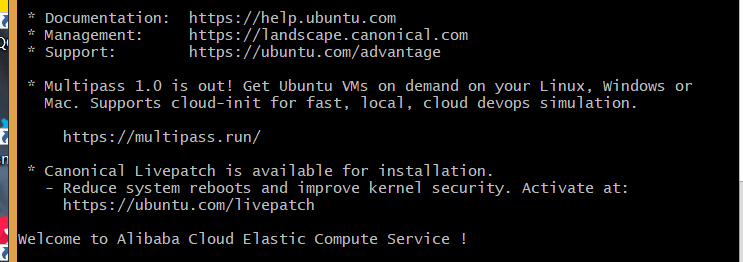 * Documentation:  https://help.ubuntu.com
* Management:     https://landscape.canonical.com
* Support:        https://ubuntu.com/advantage
* Multipass 1.0 is out! Get Ubuntu VMs on demand on your Linux, Windows or
Mac. Supports cloud-init for fast, local, cloud devops simulation.
https://multipass.run/
* Canonical Livepatch is available for installation.
- Reduce system reboots and improve kernel security. Activate at:
https://ubuntu.com/livepatch
Welcome to Alibaba Cloud Elastic Compute Service !